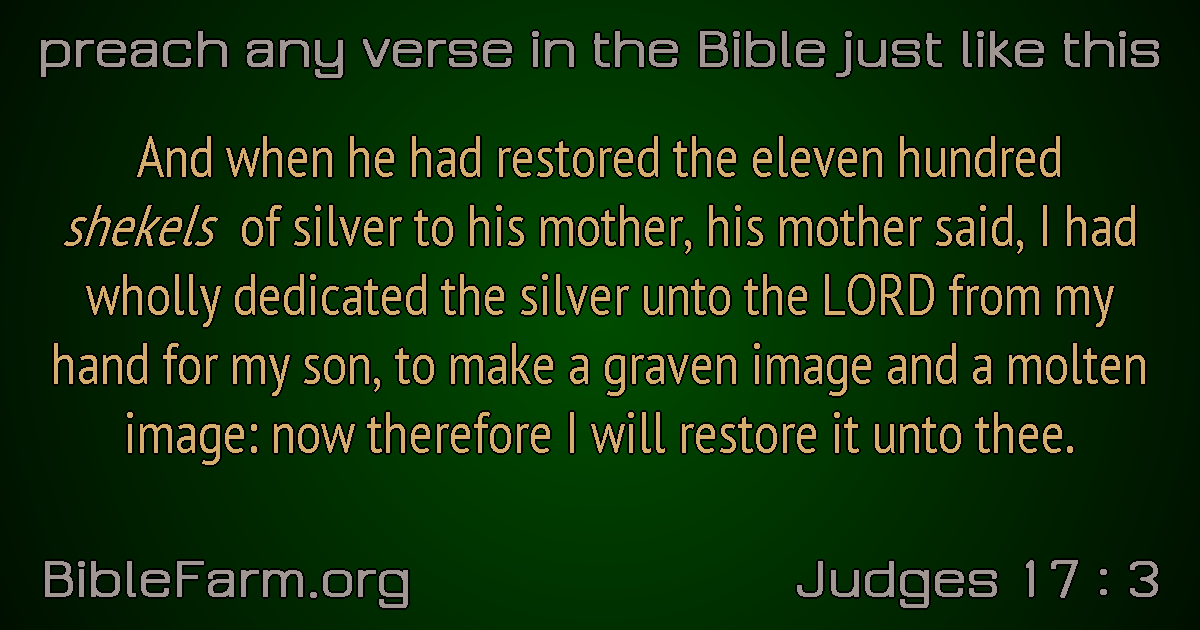 preach any verse in the Bible just like this
And when he had restored the eleven hundred
shekels of silver to his mother, his mother said, I had
wholly dedicated the silver unto the LORD from my
hand for my son, to make a graven image and a molten
image: now therefore I will restore it unto thee.
BibleFarm.org
Judges 17 : 3